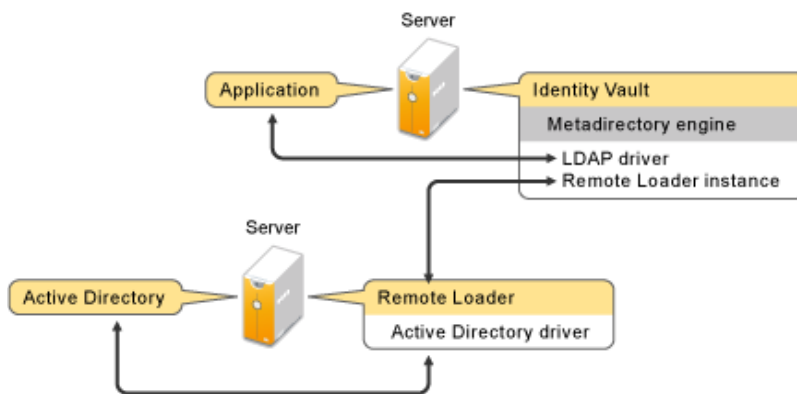 Server
Application
Identity Vault
Metadirectory engine
LDAP driver
Remote Loader instance
Server
Active Directory
Remote Loader
Active Directory driver